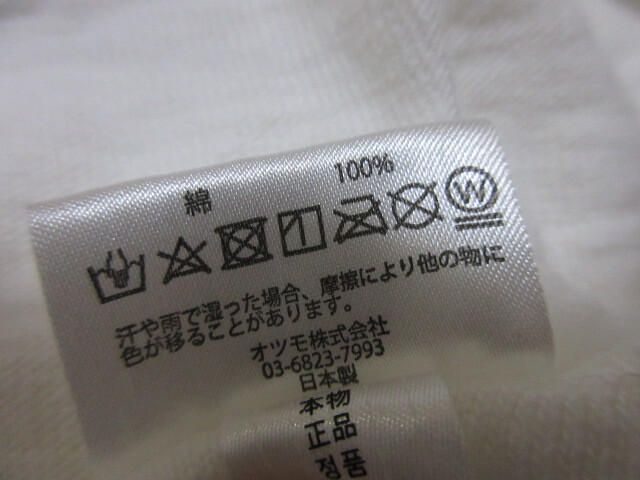 綿 100%
W
汗や雨で湿った場合、摩擦により他の物に
色が移ることがあります。
オツモ株式会社
03-6823-7993
日本製
本物
正品
정품